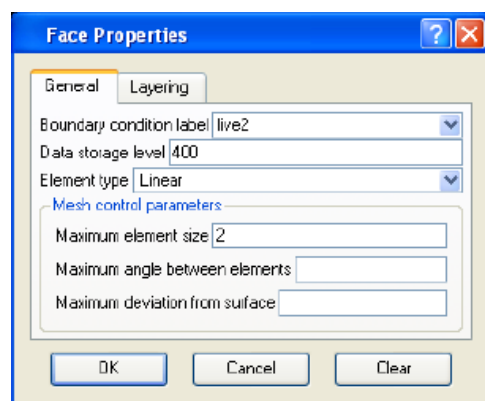 Face Properties
General Layering
Boundary condition label live2
Data storage level 400
Element type Linear
Mesh control parameters
Maximum element size 2
Maximum angle between elements
Maximum deviation from surface
OK Cancel Clear